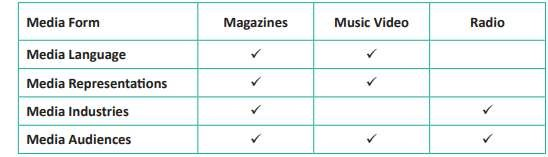 Media Form Magazines Music Video Radio
Media Language ✓ ✓
Media Representations ✓ ✓
Media Industries ✓ ✓
Media Audiences ✓ ✓ ✓